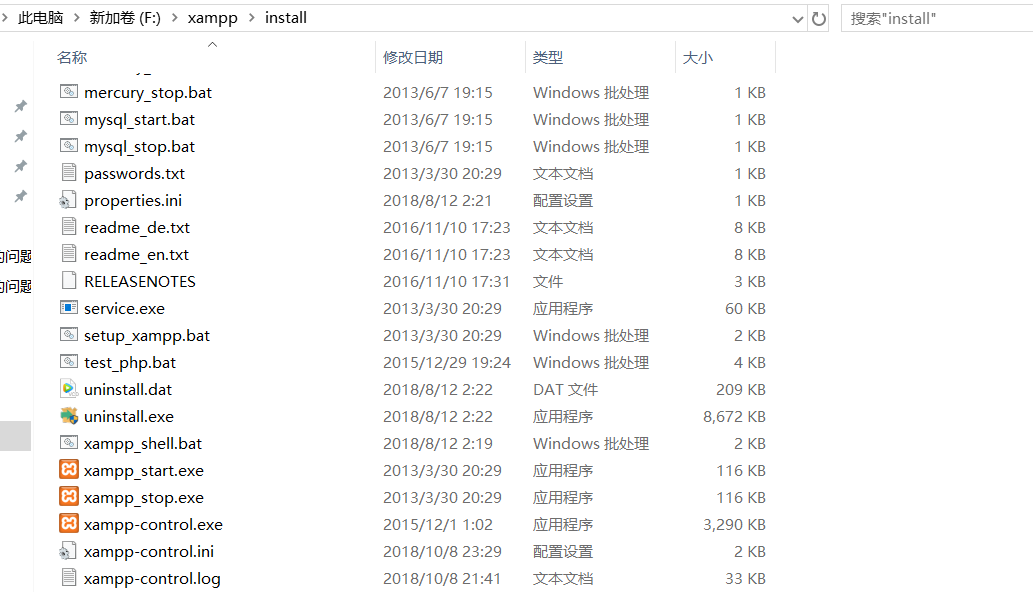 此电脑 > 新加卷 (F:) > xampp > install
搜索"install"
名称 修改日期 类型 大小
mercury_stop.bat 2013/6/7 19:15 Windows 批处理 1 KB
mysql_start.bat 2013/6/7 19:15 Windows 批处理 1 KB
mysql_stop.bat 2013/6/7 19:15 Windows 批处理 1 KB
passwords.txt 2013/3/30 20:29 文本文档 1 KB
properties.ini 2018/8/12 2:21 配置设置 1 KB
readme_de.txt 2016/11/10 17:23 文本文档 8 KB
的问题
readme_en.txt 2016/11/10 17:23 文本文档 8 KB
的问题
RELEASENOTES 2016/11/10 17:31 文件 3 KB
service.exe 2013/3/30 20:29 应用程序 60 KB
setup_xampp.bat 2013/3/30 20:29 Windows 批处理 2 KB
test_php.bat 2015/12/29 19:24 Windows 批处理 4 KB
uninstall.dat 2018/8/12 2:22 DAT 文件 209 KB
uninstall.exe 2018/8/12 2:22 应用程序 8,672 KB
xampp_shell.bat 2018/8/12 2:19 Windows 批处理 2 KB
xampp_start.exe 2013/3/30 20:29 应用程序 116 KB
xampp_stop.exe 2013/3/30 20:29 应用程序 116 KB
xampp-control.exe 2015/12/1 1:02 应用程序 3,290 KB
xampp-control.ini 2018/10/8 23:29 配置设置 2 KB
xampp-control.log 2018/10/8 21:41 文本文档 33 KB